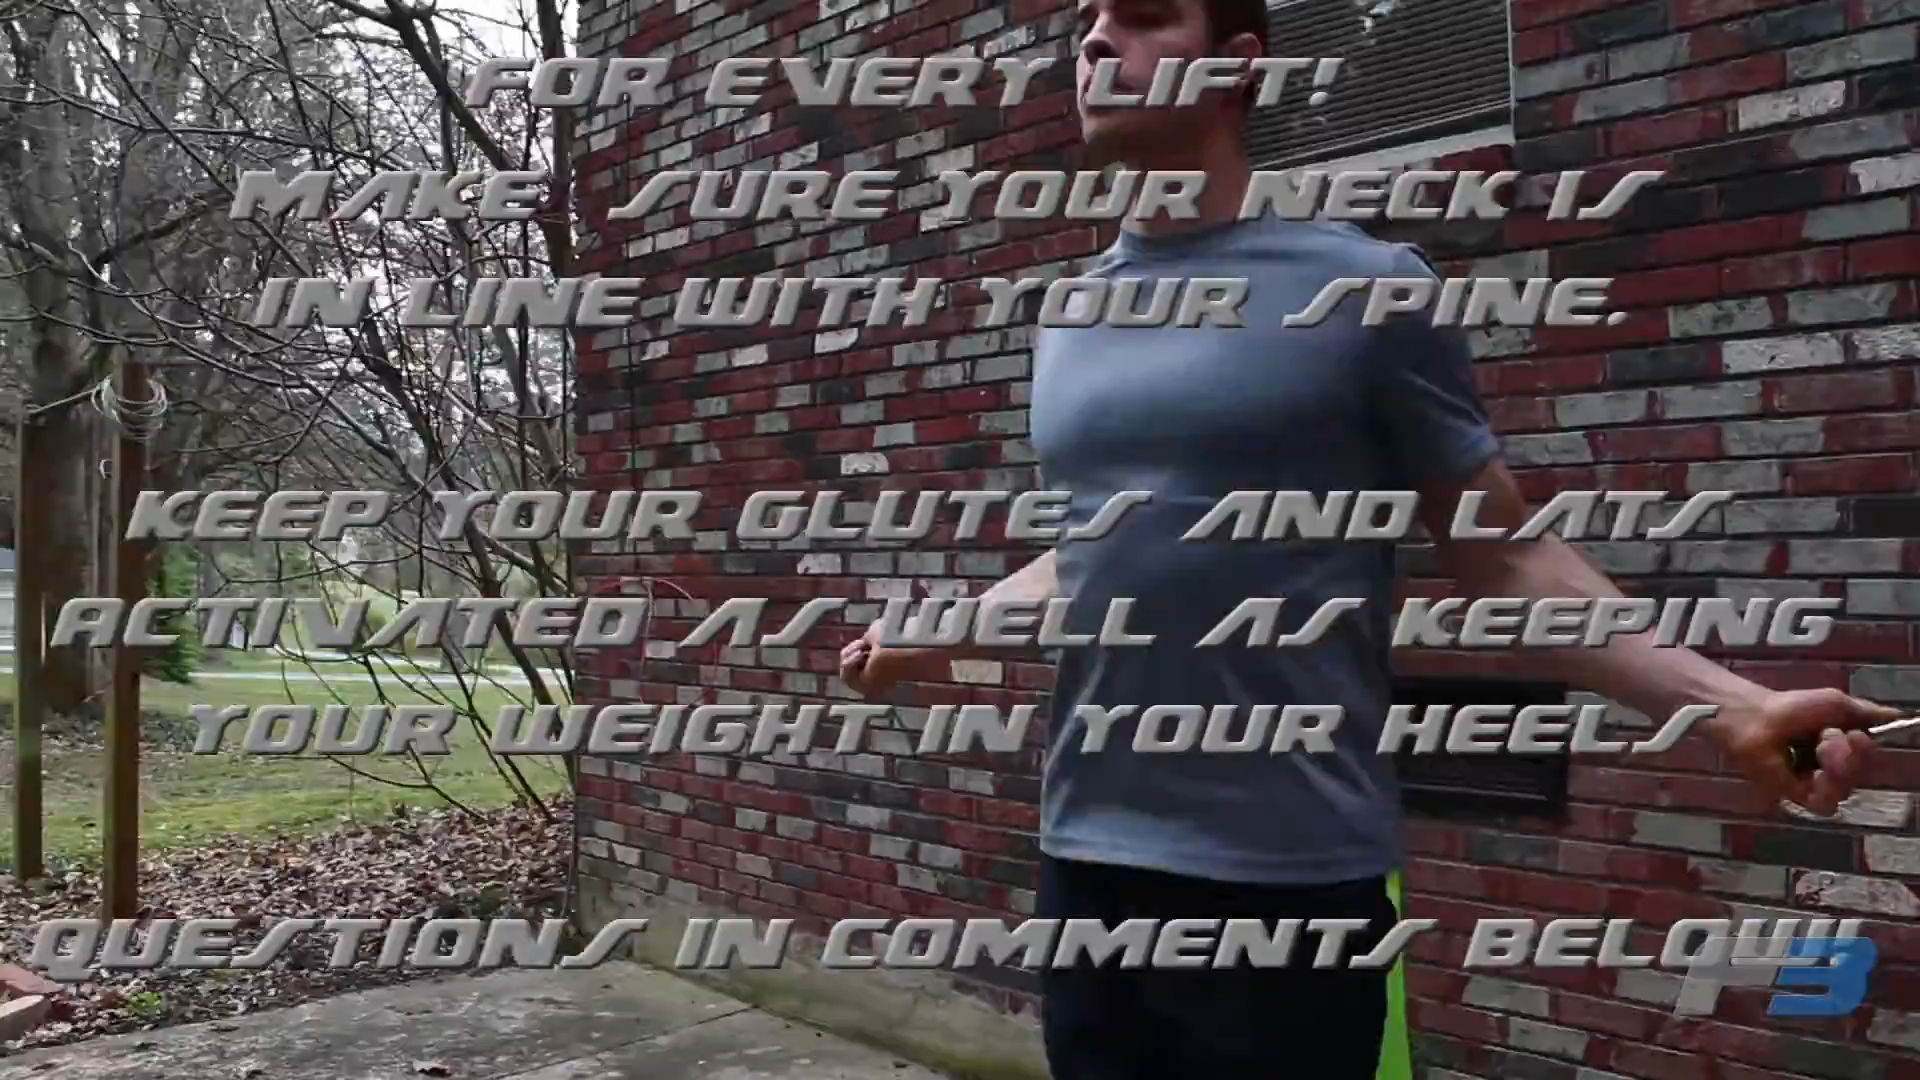 FOR EVERY LIFT!
MAKE SURE YOUR NECK IS
IN LINE WITH YOUR SPINE.
KEEP YOUR GLUTES AND LATS
ACTIVATED AS WELL AS KEEPING
YOUR WEIGHT IN YOUR HEELS
QUESTIONS IN COMMENTS BELOW
F3